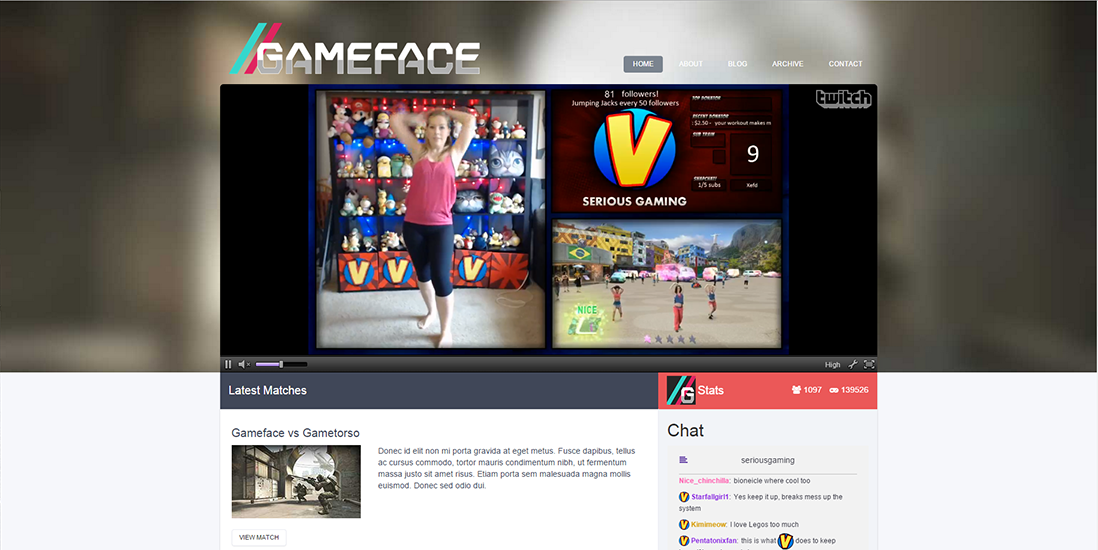 GAMEFACE
HOME ABOUT BLOG ARCHIVE CONTACT
twitch
81 followers!
Jumping Jacks every 50 followers
V
SERIOUS GAMING
TOP DONATOR
RECENT DONATOR
: $2.50 - your workout makes m
SUB TRAIN
9
SNAPCHAT!
1/5 subs
Kefd
V V V
NICE
High
Latest Matches
G Stats 1097 139526
Gameface vs Gametorso
Donec id elit non mi porta gravida at eget metus. Fusce dapibus, tellus
ac cursus commodo, tortor mauris condimentum nibh, ut fermentum
massa justo sit amet risus. Etiam porta sem malesuada magna mollis
euismod. Donec sed odio dui.
VIEW MATCH
Chat
seriousgaming
Nice_chinchilla: bioneicle where cool too
V Starfallgirl1: Yes keep it up, breaks mess up the
system
V Kimimeow: I love Legos too much
V Pentatonixfan: this is what V does to keep